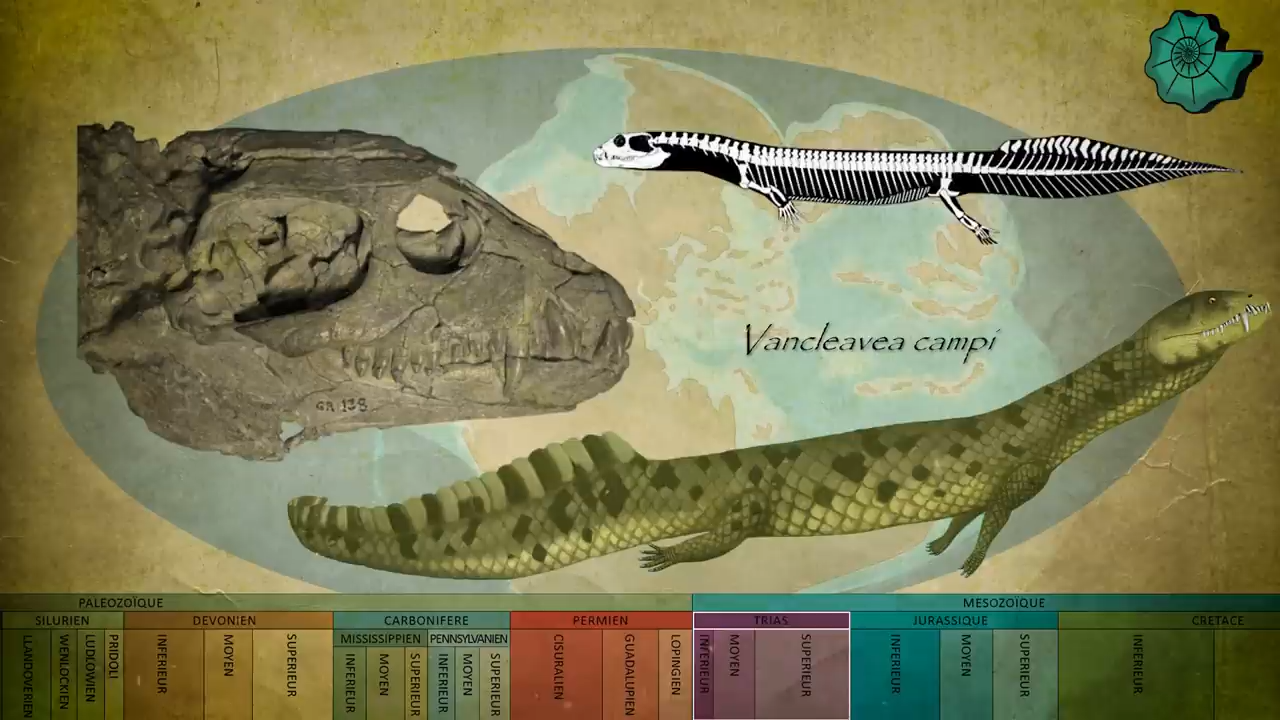 GR 138
Vancleavea campi
PALEOZOÏQUE
MESOZOÏQUE
SILURIEN
DEVONIEN
CARBONIFERE
PERMIEN
TRIAS
JURASSIQUE
CRETACE
MISSISSIPPIEN
PENNSYLVANIEN
LLANDOVERIEN
WENLOCKIEN
LUDLOWIEN
PRIDOLI
INFERIEUR
MOYEN
SUPERIEUR
INFERIEUR
MOYEN
SUPERIEUR
INFERIEUR
MOYEN
SUPERIEUR
CISURALIEN
GUADALUPIEN
LOPINGIEN
INFERIEUR
MOYEN
SUPERIEUR
INFERIEUR
MOYEN
SUPERIEUR
INFERIEUR